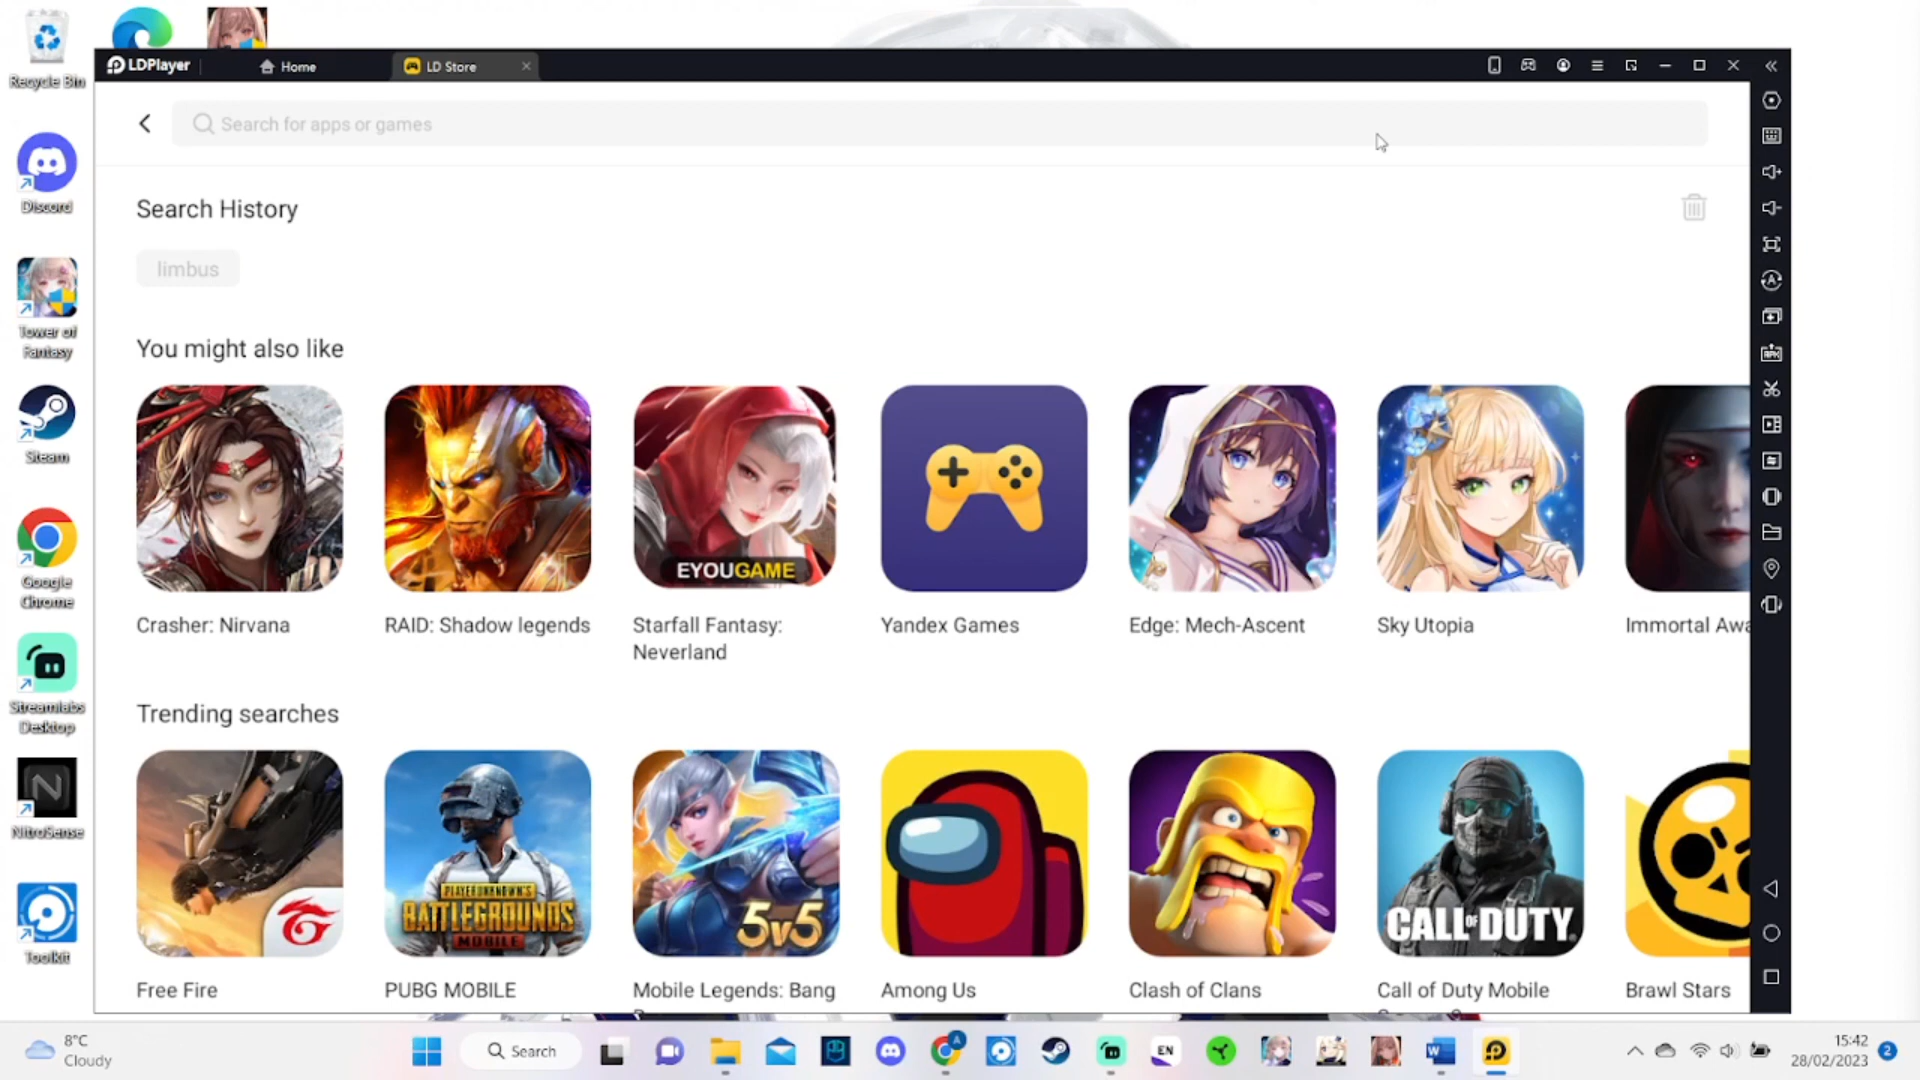 Recycle Bin
Discord
Tower of
Fantasy
Steam
Google
Chrome
Streamlabs
Desktop
N
NitroSense
Toolkit
LDPlayer
Home
LD Store
Search for apps or games
Search History
limbus
You might also like
EYOUGAME
Crasher: Nirvana
RAID: Shadow legends
Starfall Fantasy:
Neverland
Yandex Games
Edge: Mech-Ascent
Sky Utopia
Immortal Awa
Trending searches
PLAYERUNKNOWN'S
BATTLEGROUNDS
MOBILE
5v5
CALL OF DUTY
Free Fire
PUBG MOBILE
Mobile Legends: Bang
Among Us
Clash of Clans
Call of Duty Mobile
Brawl Stars
A
APK
8°C
Cloudy
Search
A
EN
W
15:42
28/02/2023
2